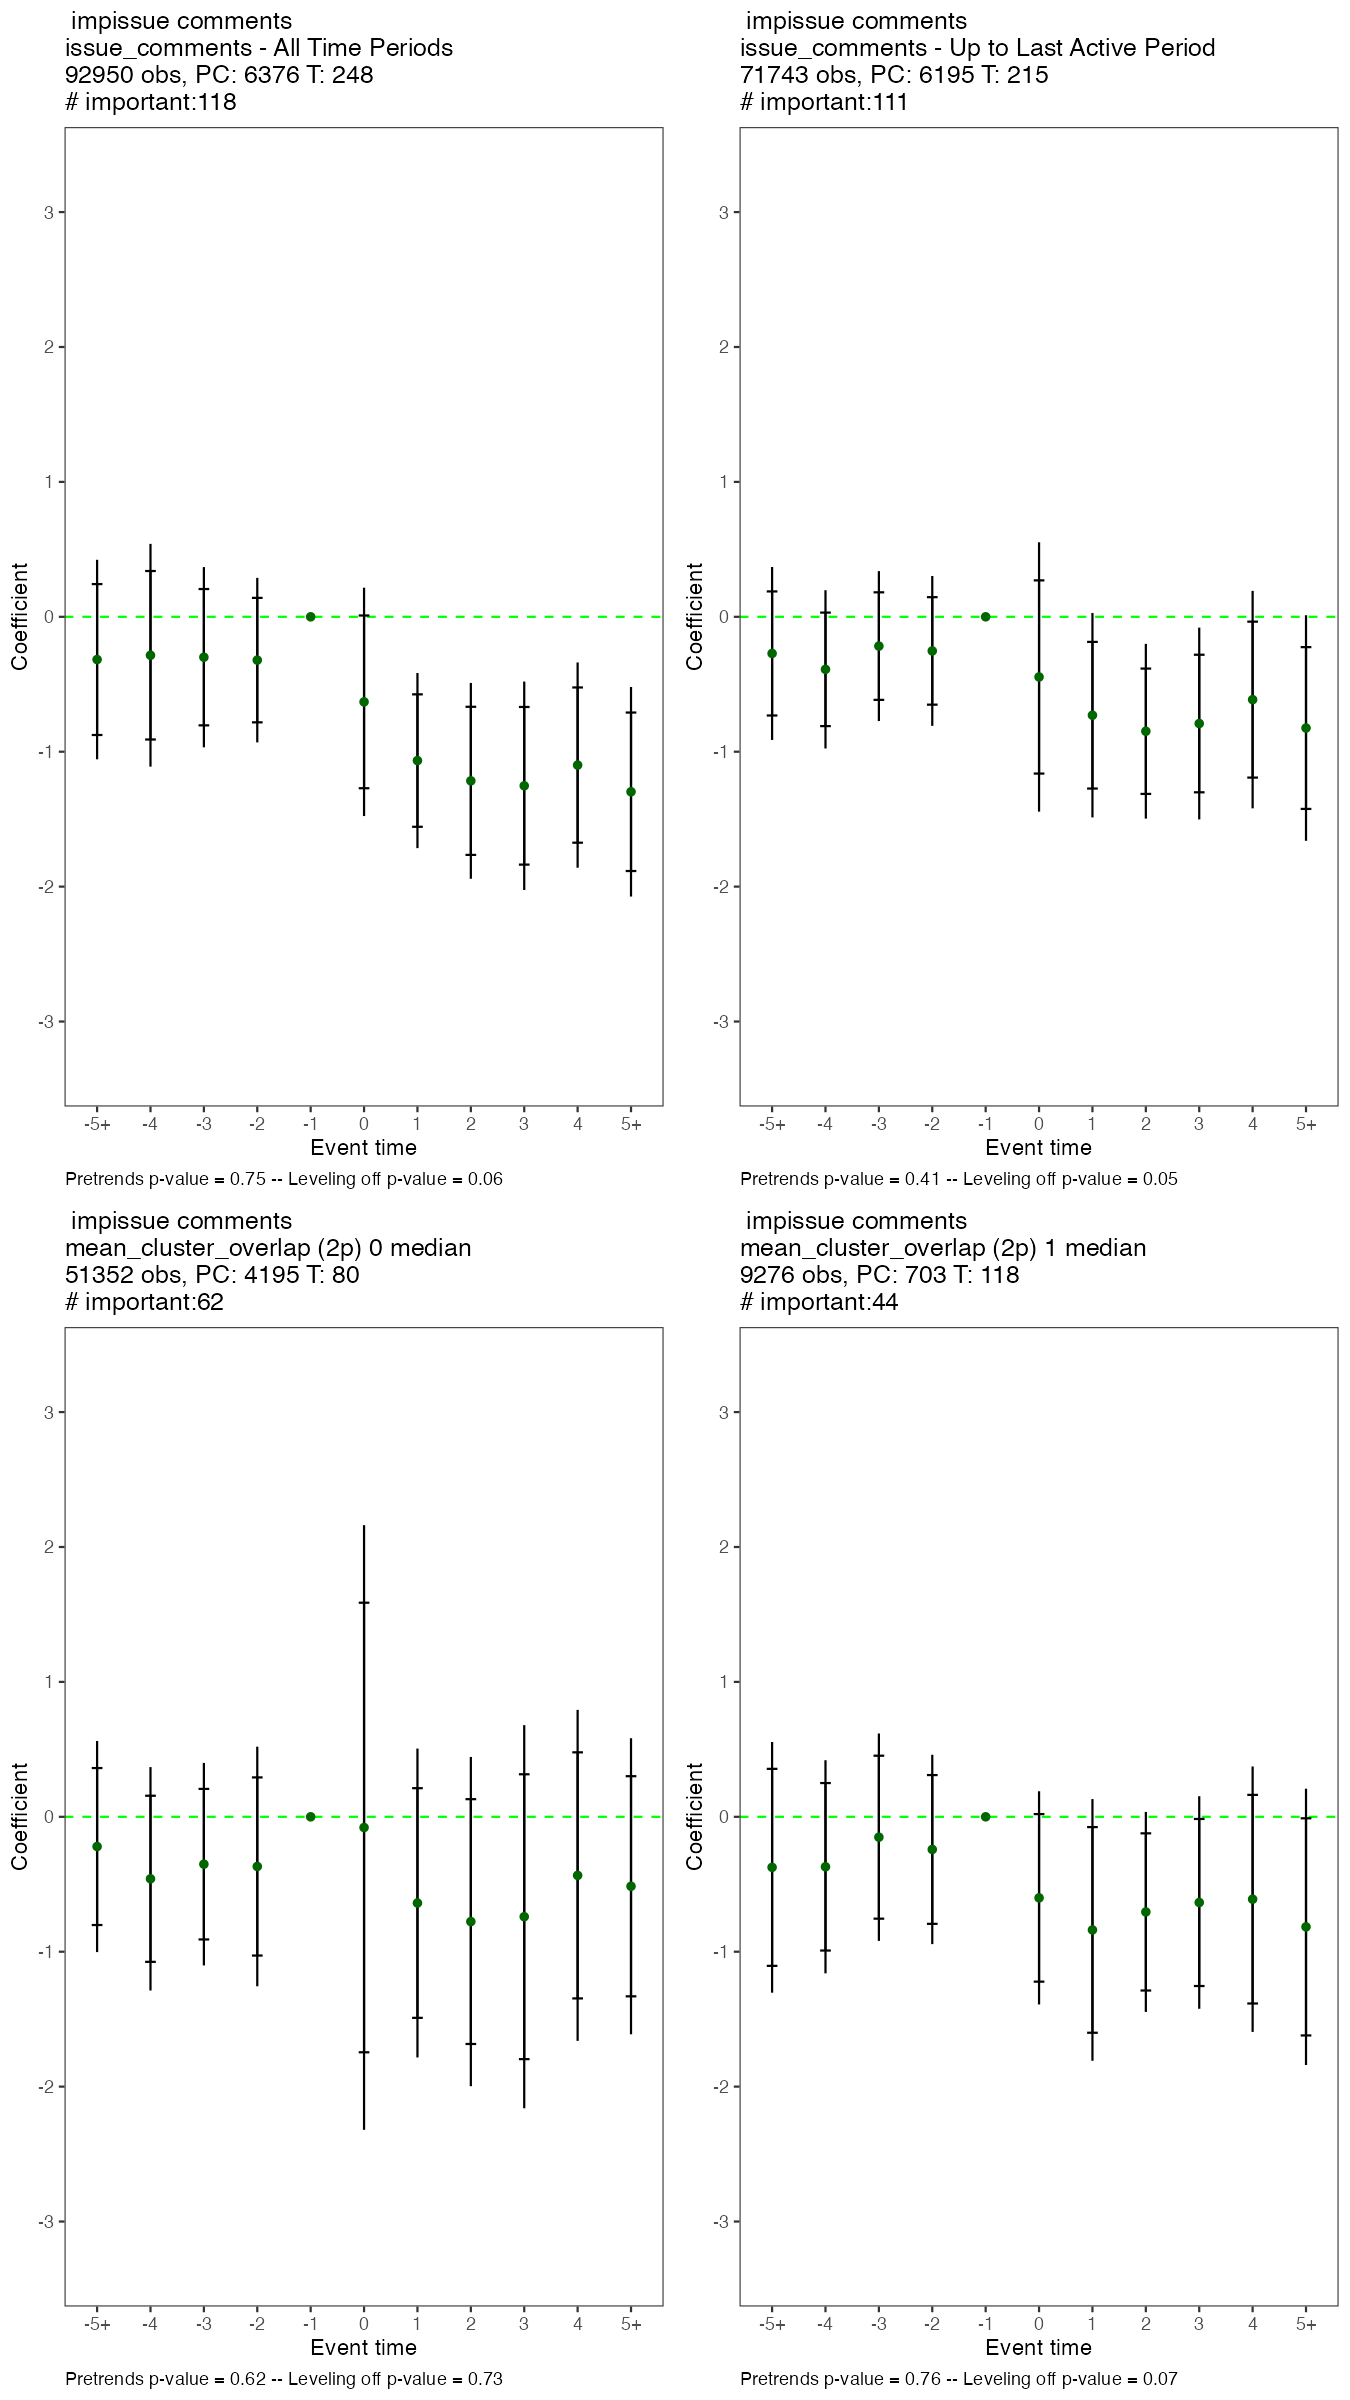 impissue comments
issue_comments - All Time Periods
92950 obs, PC: 6376 T: 248
# important:118
Coefficient
3
2
1
0
-1
-2
-3
-5+ -4 -3 -2 -1 0 1 2 3 4 5+
Event time
Pretrends p-value = 0.75 -- Leveling off p-value = 0.06
impissue comments
issue_comments - Up to Last Active Period
71743 obs, PC: 6195 T: 215
# important:111
Coefficient
3
2
1
0
-1
-2
-3
-5+ -4 -3 -2 -1 0 1 2 3 4 5+
Event time
Pretrends p-value = 0.41 -- Leveling off p-value = 0.05
impissue comments
mean_cluster_overlap (2p) 0 median
51352 obs, PC: 4195 T: 80
# important:62
Coefficient
3
2
1
0
-1
-2
-3
-5+ -4 -3 -2 -1 0 1 2 3 4 5+
Event time
Pretrends p-value = 0.62 -- Leveling off p-value = 0.73
impissue comments
mean_cluster_overlap (2p) 1 median
9276 obs, PC: 703 T: 118
# important:44
Coefficient
3
2
1
0
-1
-2
-3
-5+ -4 -3 -2 -1 0 1 2 3 4 5+
Event time
Pretrends p-value = 0.76 -- Leveling off p-value = 0.07